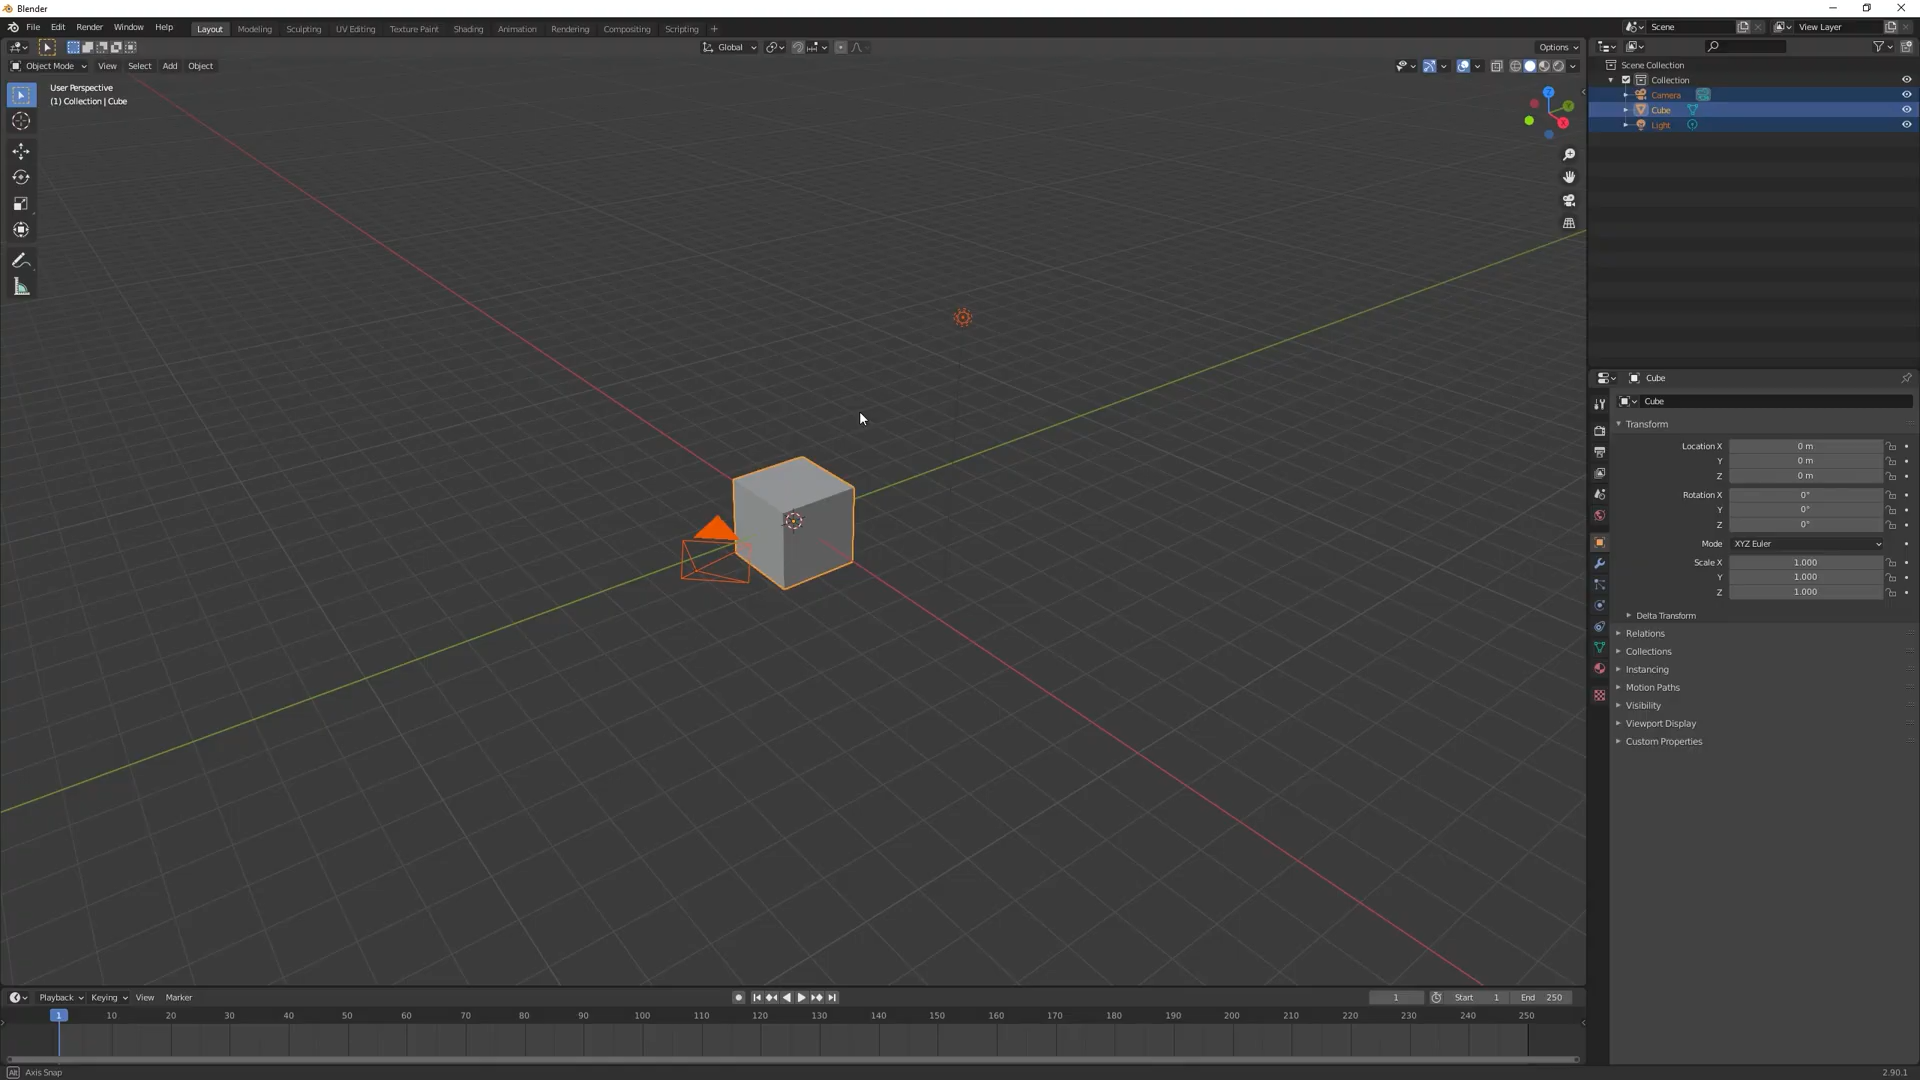 Blender
File Edit Render Window Help Layout Modeling Sculpting UV Editing Texture Paint Shading Animation Rendering Compositing Scripting + Scene View Layer
Global Options
Object Mode View Select Add Object
User Perspective
(1) Collection | Cube
Z
Y
X
Scene Collection
Collection
Camera
Cube
Light
Cube
Cube
Transform
Location X 0 m
Y 0 m
Z 0 m
Rotation X 0°
Y 0°
Z 0°
Mode XYZ Euler
Scale X 1.000
Y 1.000
Z 1.000
Delta Transform
Relations
Collections
Instancing
Motion Paths
Visibility
Viewport Display
Custom Properties
Playback Keying View Marker 1 Start 1 End 250
1 10 20 30 40 50 60 70 80 90 100 110 120 130 140 150 160 170 180 190 200 210 220 230 240 250
Alt Axis Snap 2.90.1